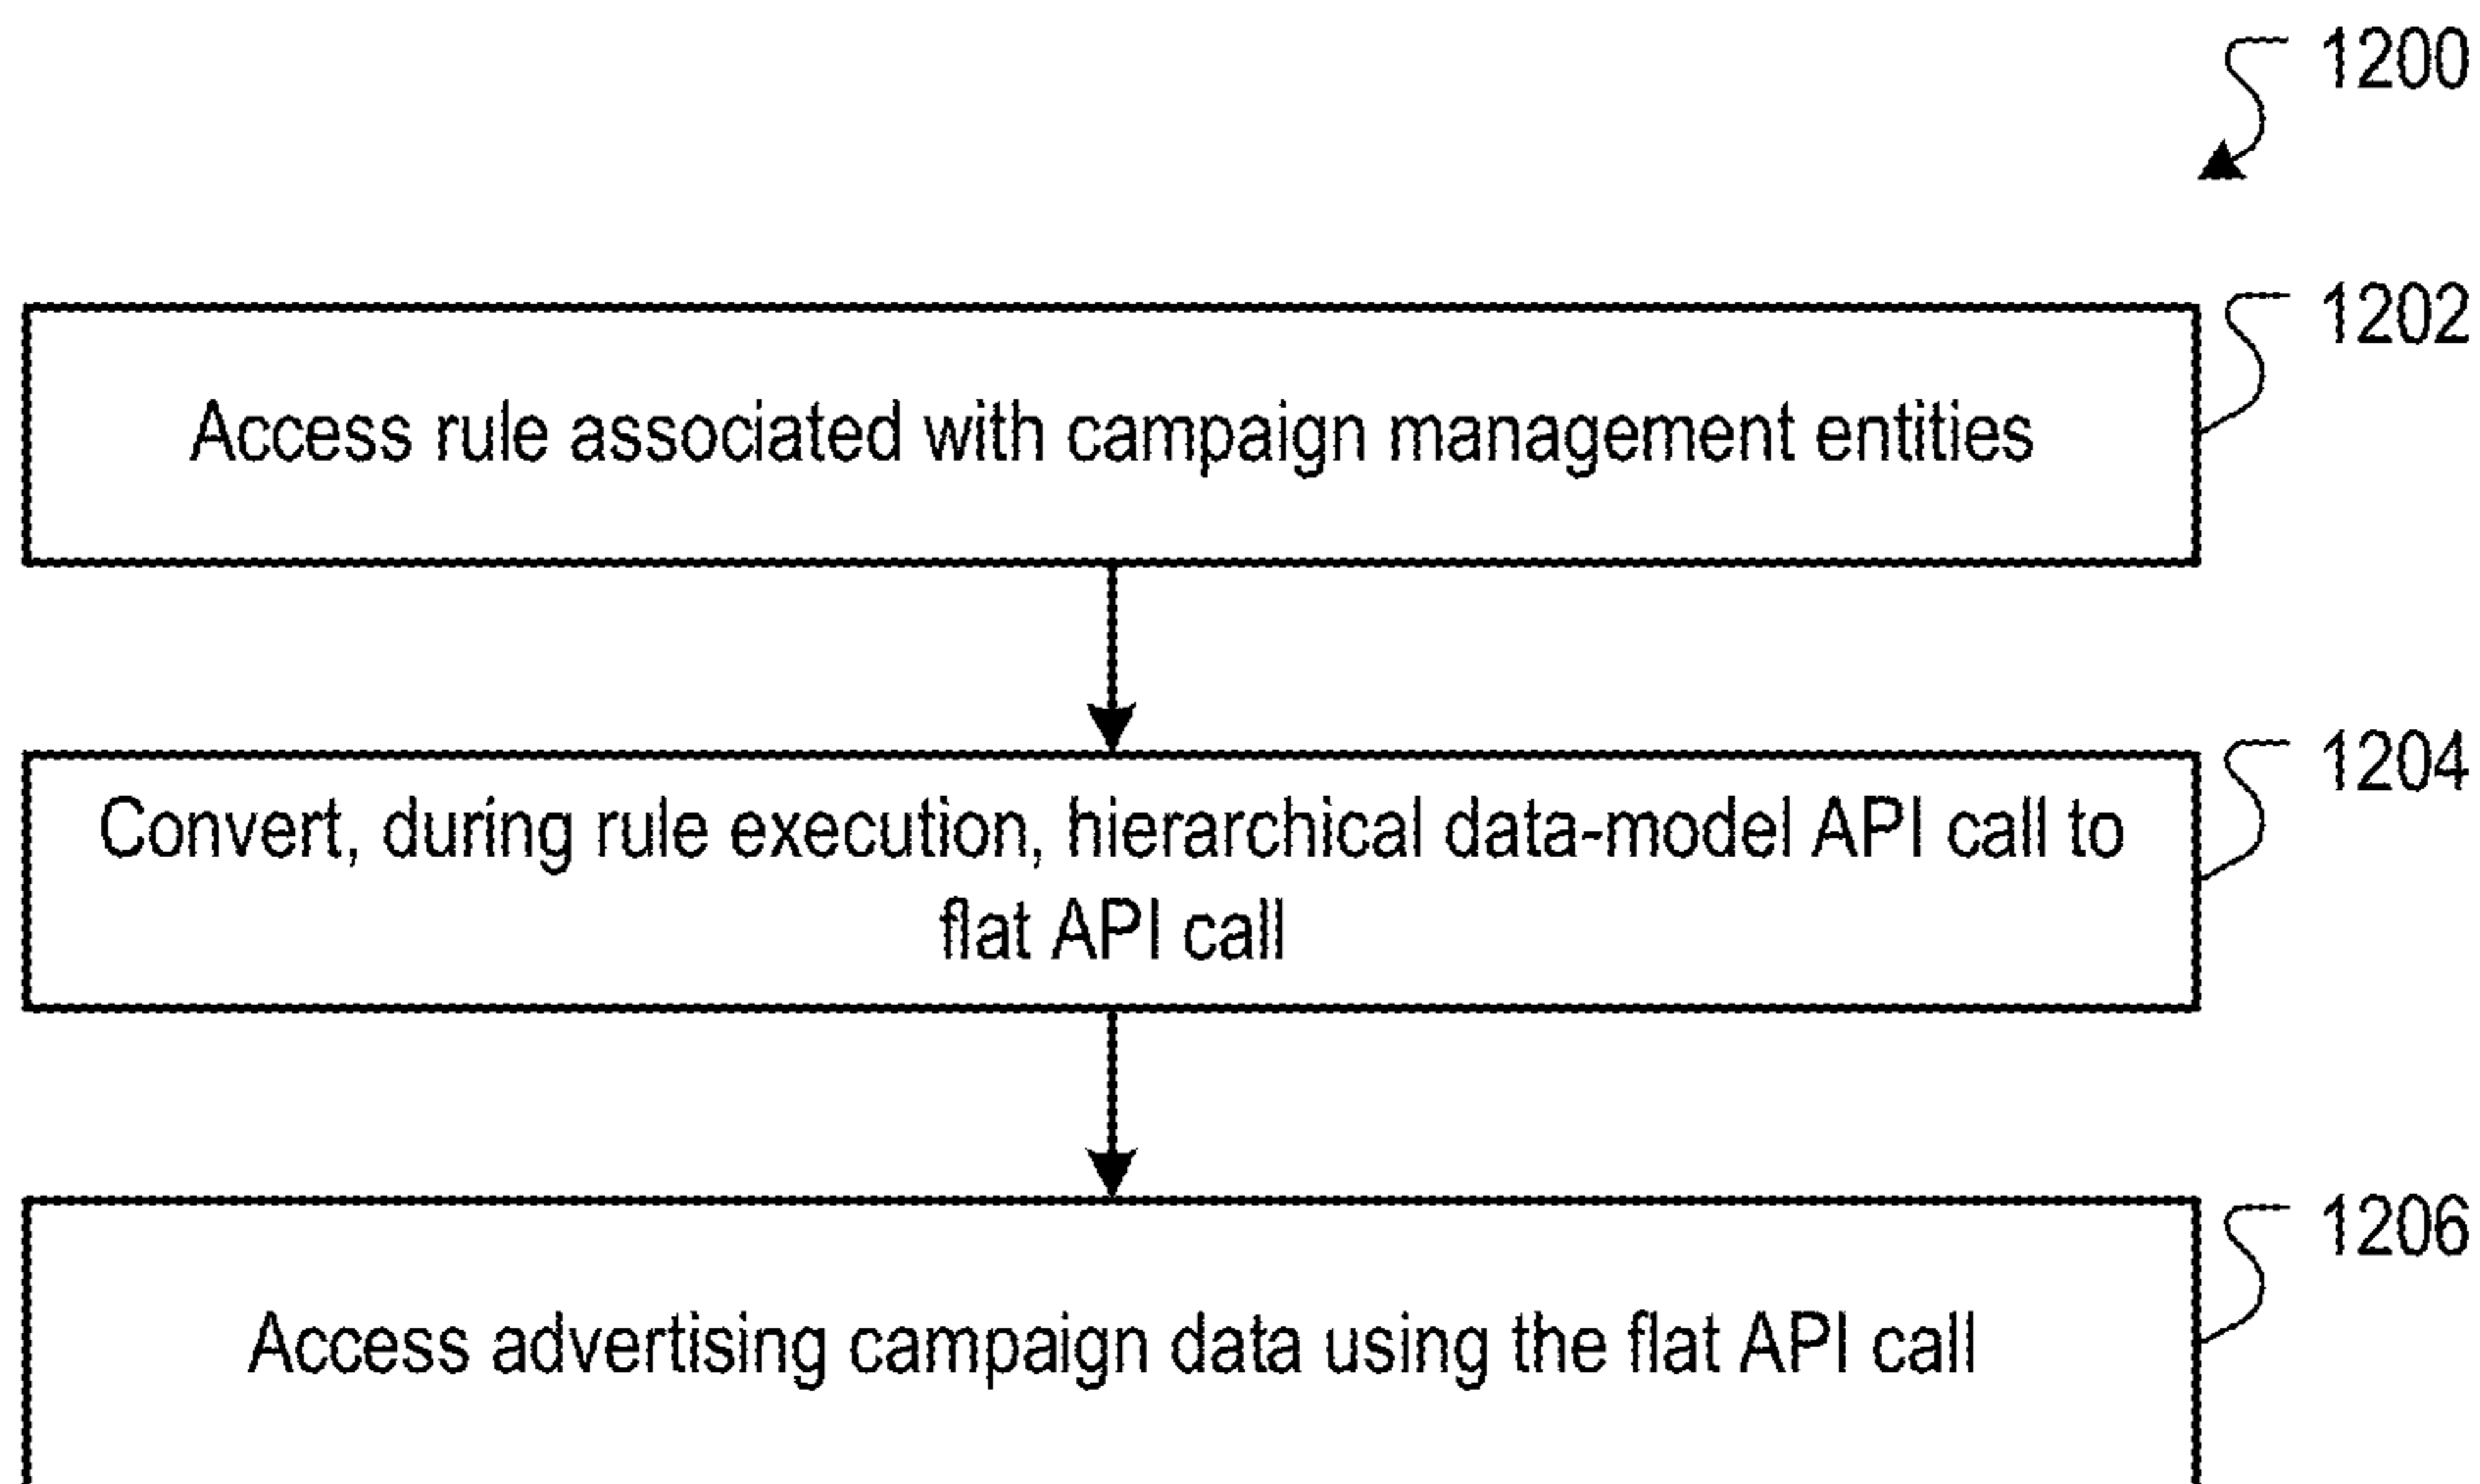 1200
1202
Access rule associated with campaign management entities
1204
Convert, during rule execution, hierarchical data-model API call to
flat API call
1206
Access advertising campaign data using the flat API call